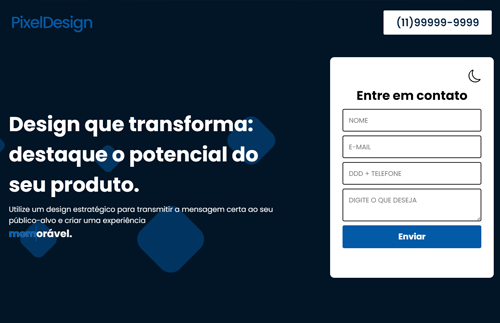 PixelDesign
(11)99999-9999
Design que transforma:
destaque o potencial do
seu produto.
Utilize um design estratégico para transmitir a mensagem certa ao seu
público-alvo e criar uma experiência
memorável.
Entre em contato
NOME
E-MAIL
DDD + TELEFONE
DIGITE O QUE DESEJA
Enviar